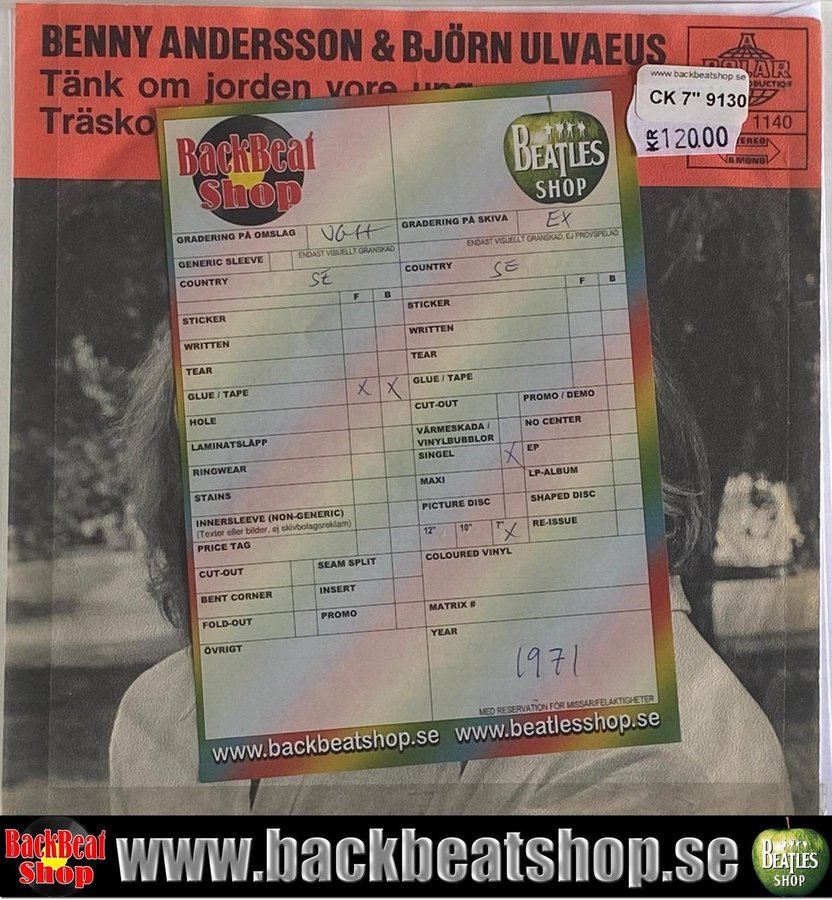 BENNY ANDERSSON & BJÖRN ULVAEUS
Tänk om jorden vore ung
Träsko
A
POLAR
PRODUCTION
1140
STEREO
& MONO
www.backbeatshop.se
CK 7" 9130
KR 120.00
BackBeat
Shop
BEATLES
SHOP
GRADERING PÅ OMSLAG VG++
ENDAST VISUELLT GRANSKAD
GENERIC SLEEVE
COUNTRY SE
F B
STICKER
WRITTEN
TEAR
GLUE / TAPE X X
HOLE
LAMINATSLÄPP
RINGWEAR
STAINS
INNERSLEEVE (NON-GENERIC)
(Texter eller bilder, ej skivbolagsreklam)
PRICE TAG
CUT-OUT SEAM SPLIT
BENT CORNER INSERT
FOLD-OUT PROMO
ÖVRIGT
GRADERING PÅ SKIVA EX
ENDAST VISUELLT GRANSKAD, EJ PROVSPELAD
COUNTRY SE
F B
STICKER
WRITTEN
TEAR
GLUE / TAPE
CUT-OUT PROMO / DEMO
VÄRMESKADA /
VINYLBUBBLOR NO CENTER
SINGEL X EP
MAXI LP-ALBUM
PICTURE DISC SHAPED DISC
12" 10" 7" X RE-ISSUE
COLOURED VINYL
MATRIX #
YEAR
1971
MED RESERVATION FÖR MISSAR/FELAKTIGHETER
www.backbeatshop.se www.beatlesshop.se
BackBeat
Shop
www.backbeatshop.se
BEATLES
SHOP